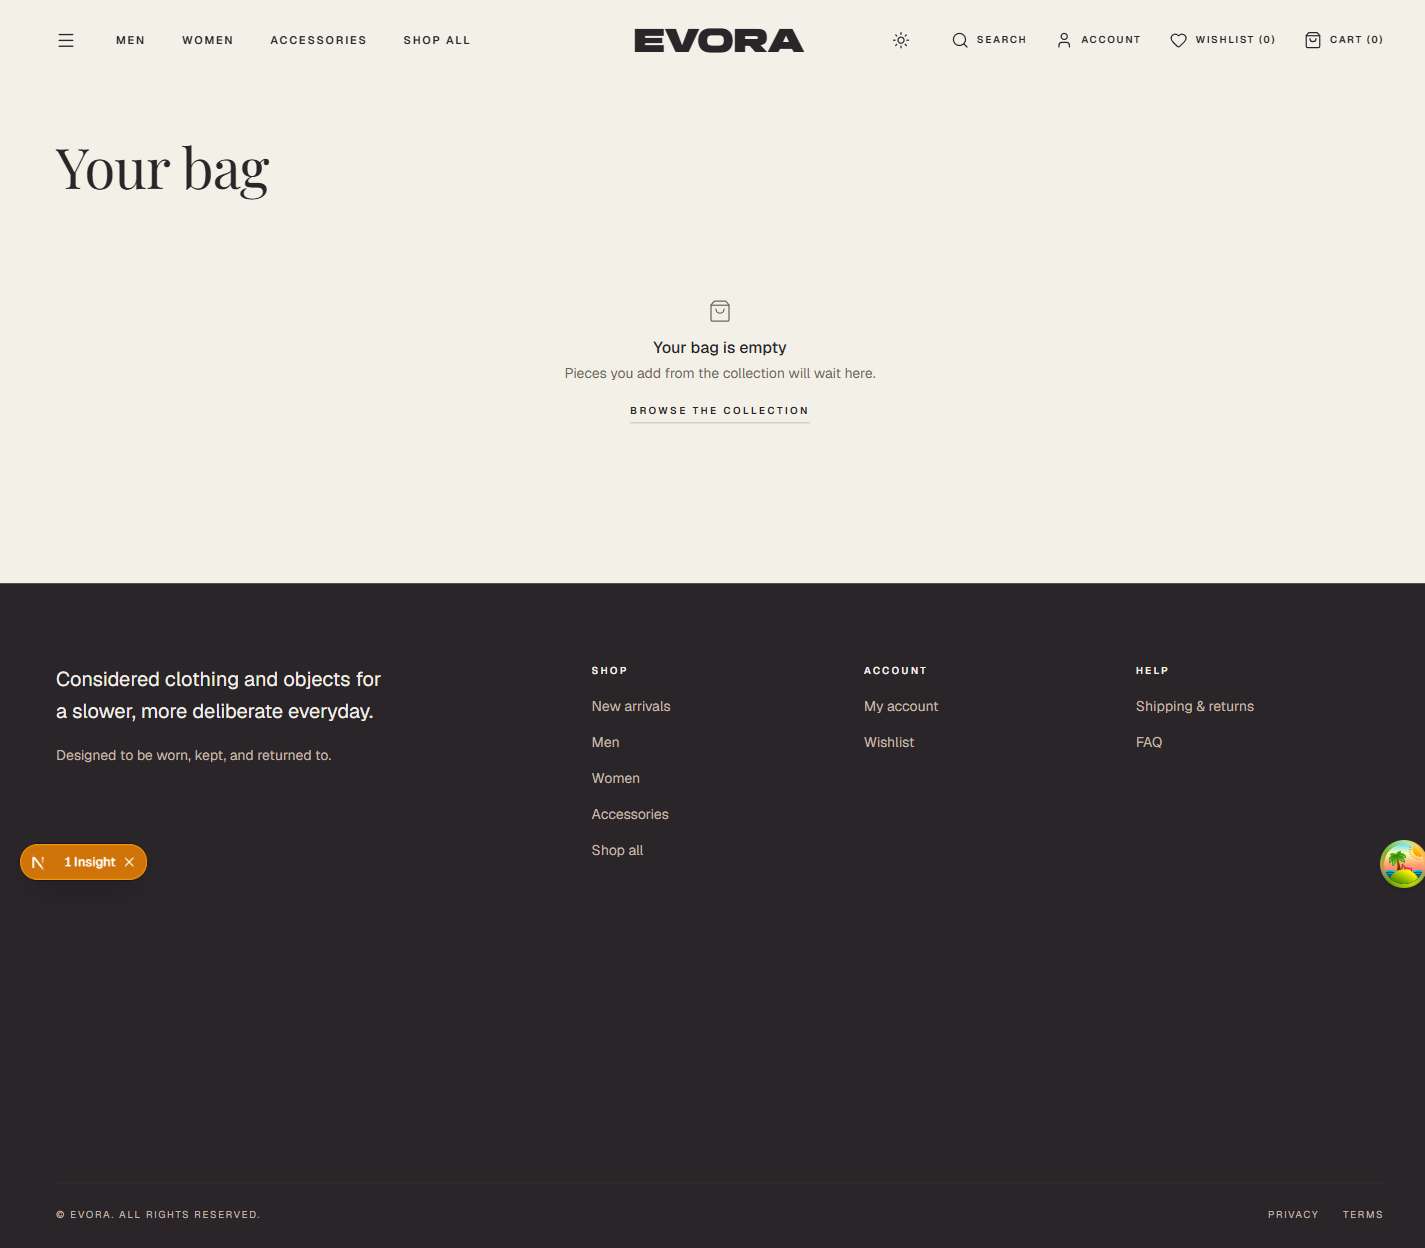 MEN WOMEN ACCESSORIES SHOP ALL EVORA SEARCH ACCOUNT WISHLIST (0) CART (0)
Your bag
Your bag is empty
Pieces you add from the collection will wait here.
BROWSE THE COLLECTION
Considered clothing and objects for
a slower, more deliberate everyday.
Designed to be worn, kept, and returned to.
SHOP
New arrivals
Men
Women
Accessories
Shop all
ACCOUNT
My account
Wishlist
HELP
Shipping & returns
FAQ
N 1 Insight
© EVORA. ALL RIGHTS RESERVED.
PRIVACY TERMS